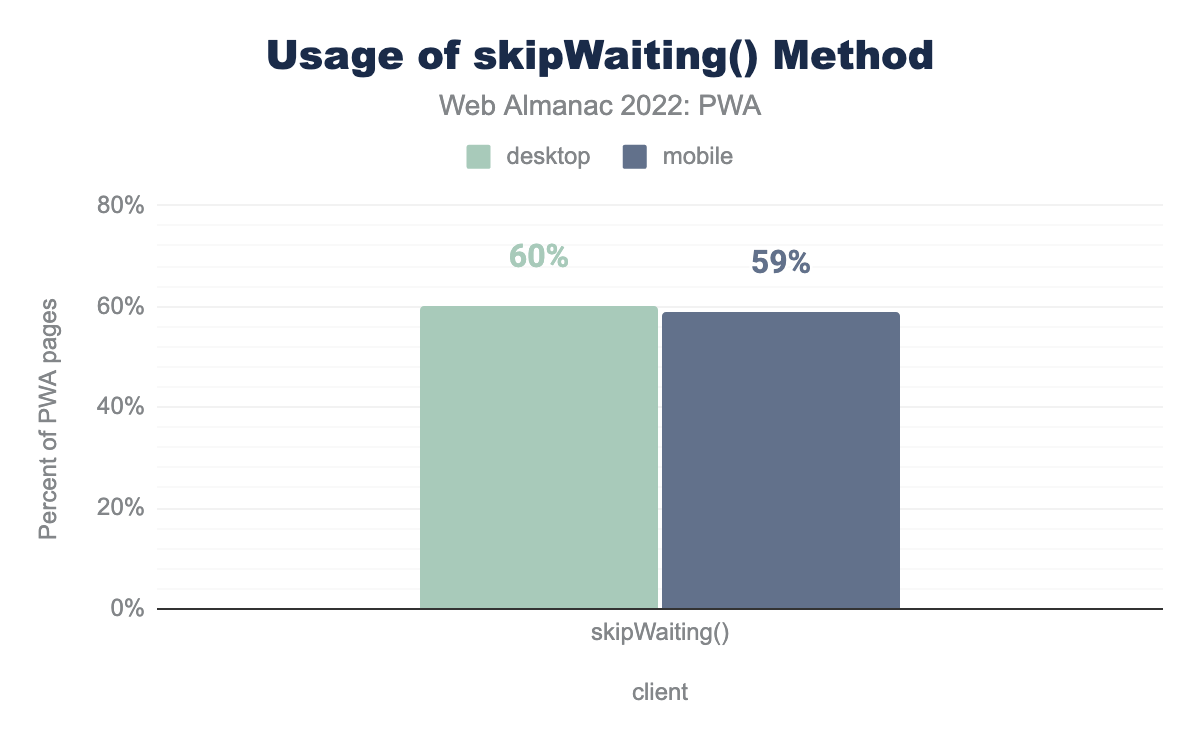 Usage of skipWaiting() Method
Web Almanac 2022: PWA
desktop mobile
80%
60%
40%
20%
0%
Percent of PWA pages
60% 59%
skipWaiting()
client